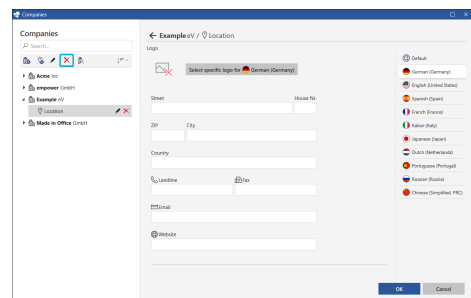 Companies
Companies
Search...
Acme Inc
empower GmbH
Example eV
Location
Made in Office GmbH
Example eV / Location
Logo
Select specific logo for German (Germany)
Street
House Nr.
ZIP
City
Country
Landline
Fax
Email
Website
Default
German (Germany)
English (United States)
Spanish (Spain)
French (France)
Italian (Italy)
Japanese (Japan)
Dutch (Netherlands)
Portuguese (Portugal)
Russian (Russia)
Chinese (Simplified, PRC)
OK
Cancel